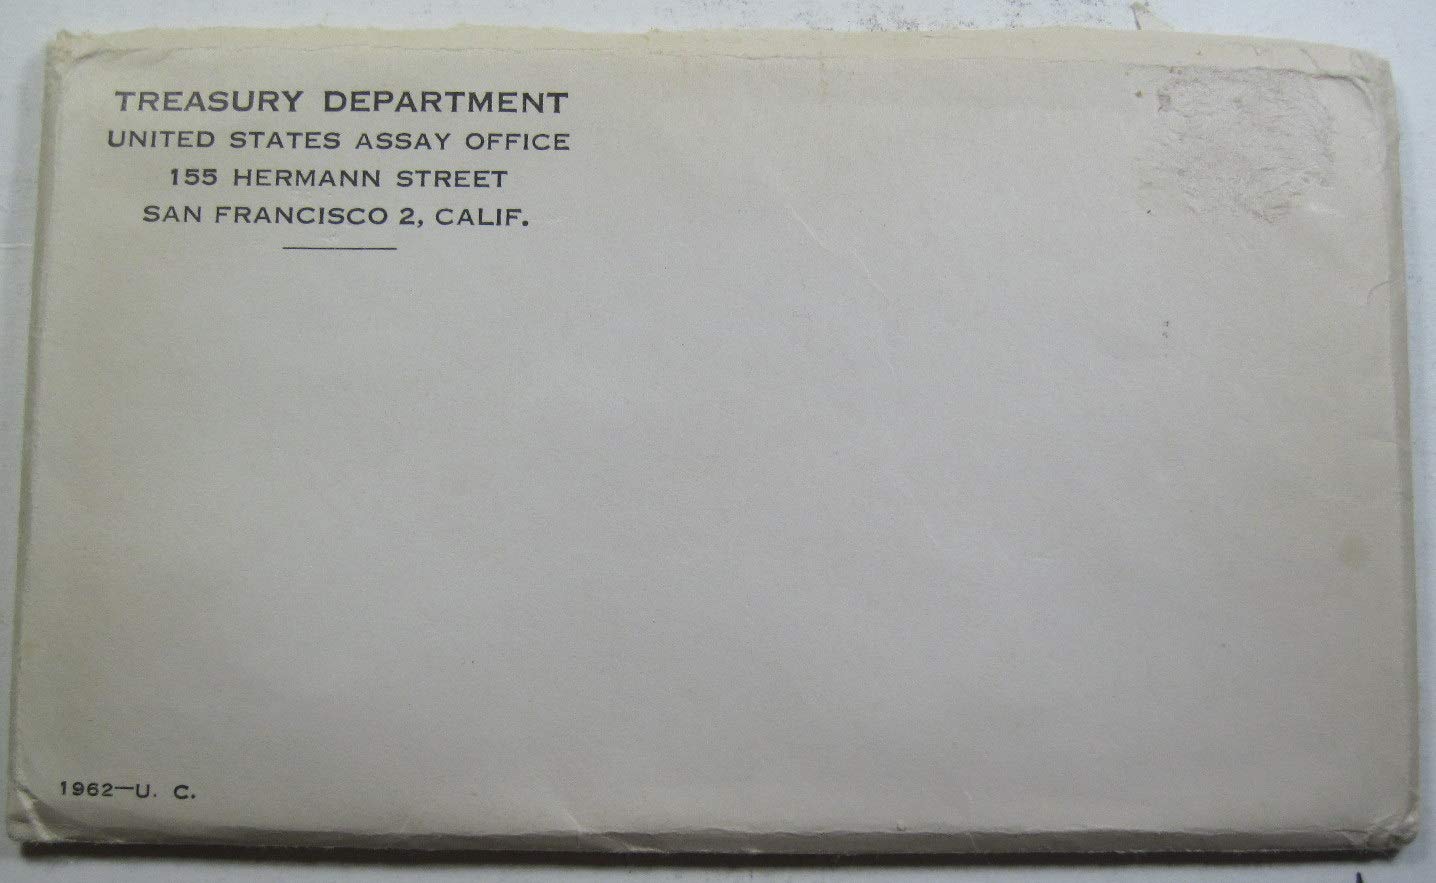 TREASURY DEPARTMENT
UNITED STATES ASSAY OFFICE
155 HERMANN STREET
SAN FRANCISCO 2, CALIF.
1962—U. C.